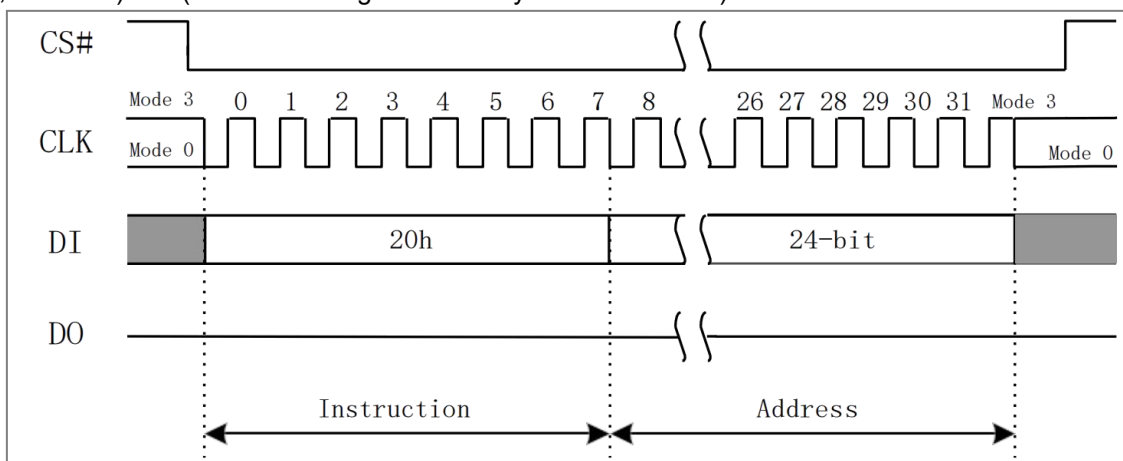 CS#
Mode 3 0 1 2 3 4 5 6 7 8 26 27 28 29 30 31 Mode 3
CLK
Mode 0 Mode 0
DI 20h 24-bit
DO
Instruction Address